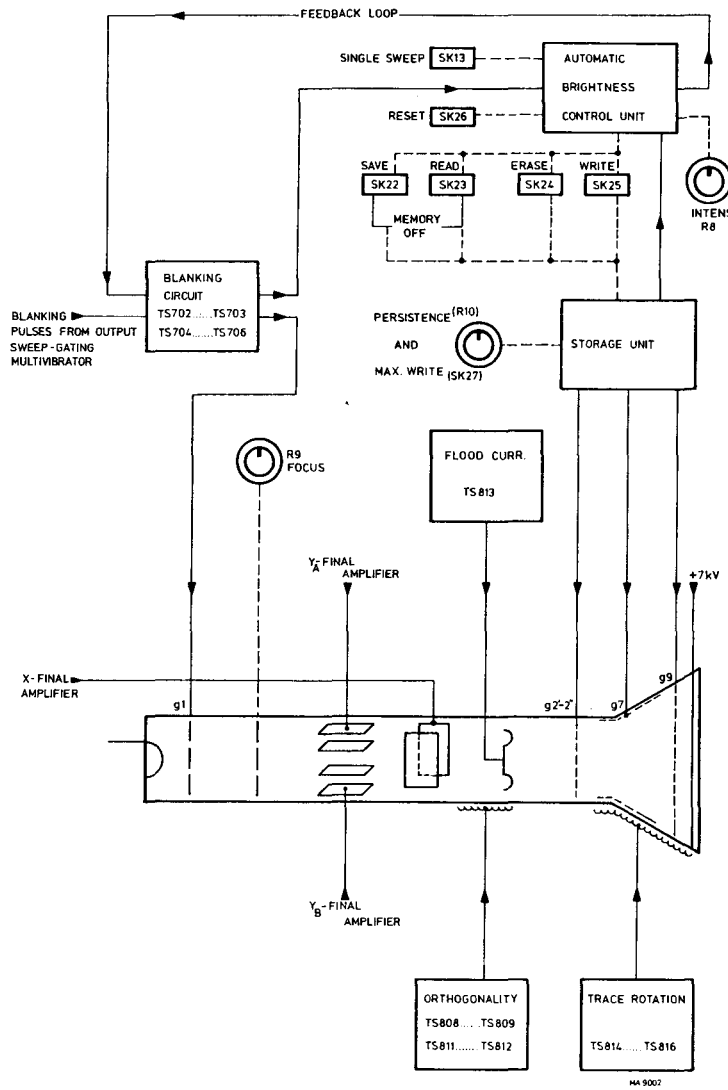 FEEDBACK LOOP
SINGLE SWEEP SK13
AUTOMATIC
BRIGHTNESS
CONTROL UNIT
RESET SK26
SAVE READ ERASE WRITE
SK22 SK23 SK24 SK25
MEMORY
OFF
INTENS
R8
BLANKING
CIRCUIT
TS702......TS703
TS704......TS706
BLANKING
PULSES FROM OUTPUT
SWEEP-GATING
MULTIVIBRATOR
PERSISTENCE (R10)
AND
MAX. WRITE (SK27)
STORAGE UNIT
R9
FOCUS
FLOOD CURR.
TS813
YA-FINAL
AMPLIFIER
+7kV
X-FINAL
AMPLIFIER
g1
g2'-2"
g7
g9
YB-FINAL
AMPLIFIER
ORTHOGONALITY
TS808.....TS809
TS811.......TS812
TRACE ROTATION
TS814......TS816
MA 9002